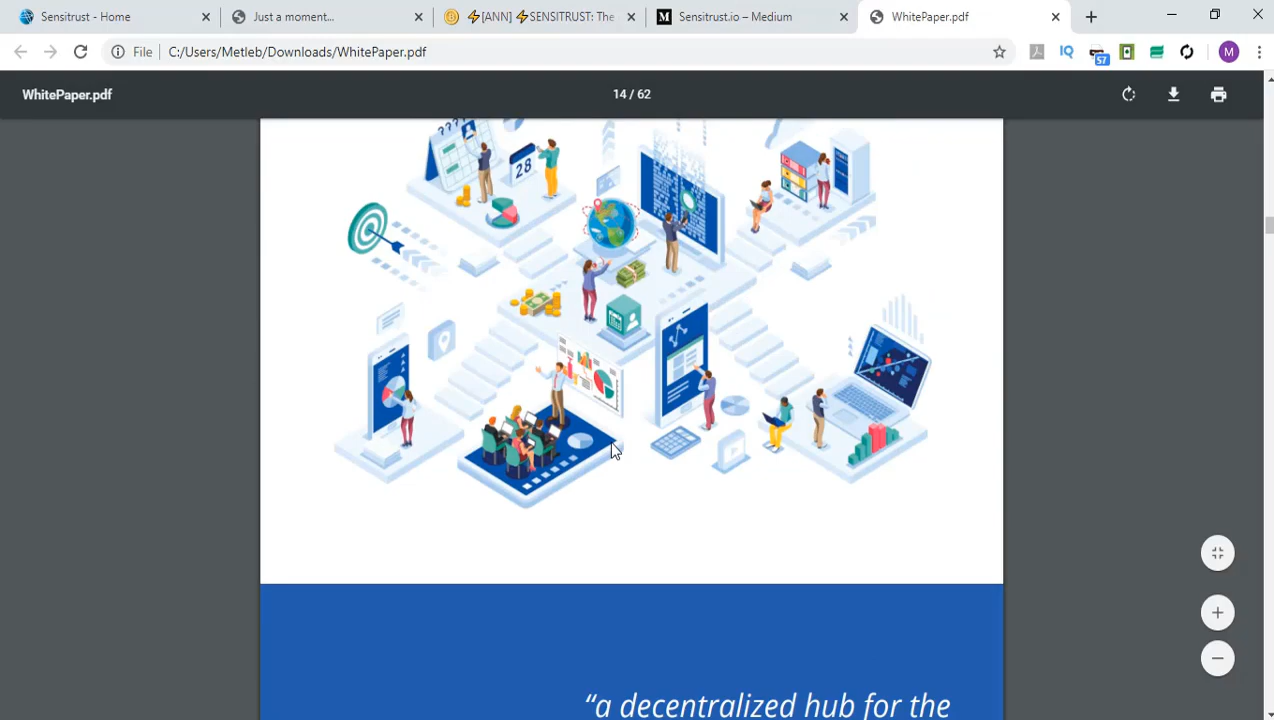 Sensitrust - Home
Just a moment...
⚡[ANN] ⚡SENSITRUST: The
Sensitrust.io – Medium
WhitePaper.pdf
File
C:/Users/Metleb/Downloads/WhitePaper.pdf
57
M
WhitePaper.pdf
14 / 62
???
28
“a decentralized hub for the